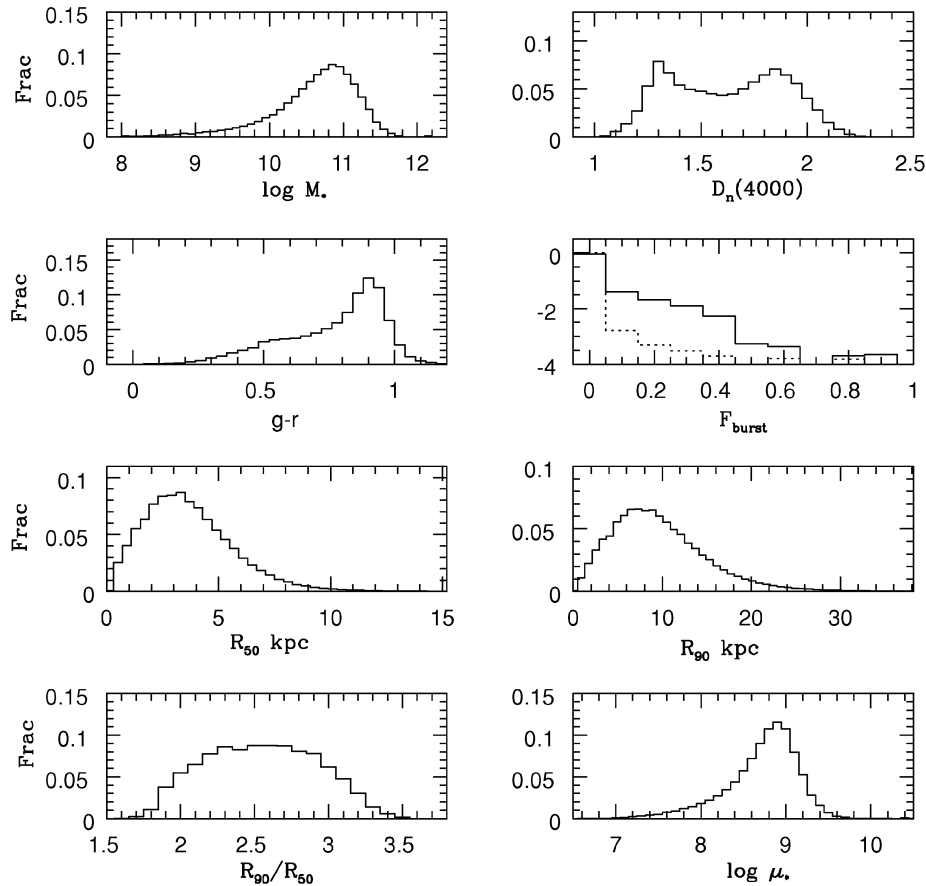 0.15
0.1
0.05
0
Frac
8 9 10 11 12
log M*
0.1
0.05
0
1 1.5 2 2.5
Dn(4000)
0.15
0.1
0.05
0
Frac
0 0.5 1
g-r
0
-2
-4
0 0.2 0.4 0.6 0.8 1
Fburst
0.1
0.05
0
Frac
0 5 10 15
R50 kpc
0.1
0.05
0
0 10 20 30
R90 kpc
0.15
0.1
0.05
0
Frac
1.5 2 2.5 3 3.5
R90/R50
0.15
0.1
0.05
0
7 8 9 10
log μ*